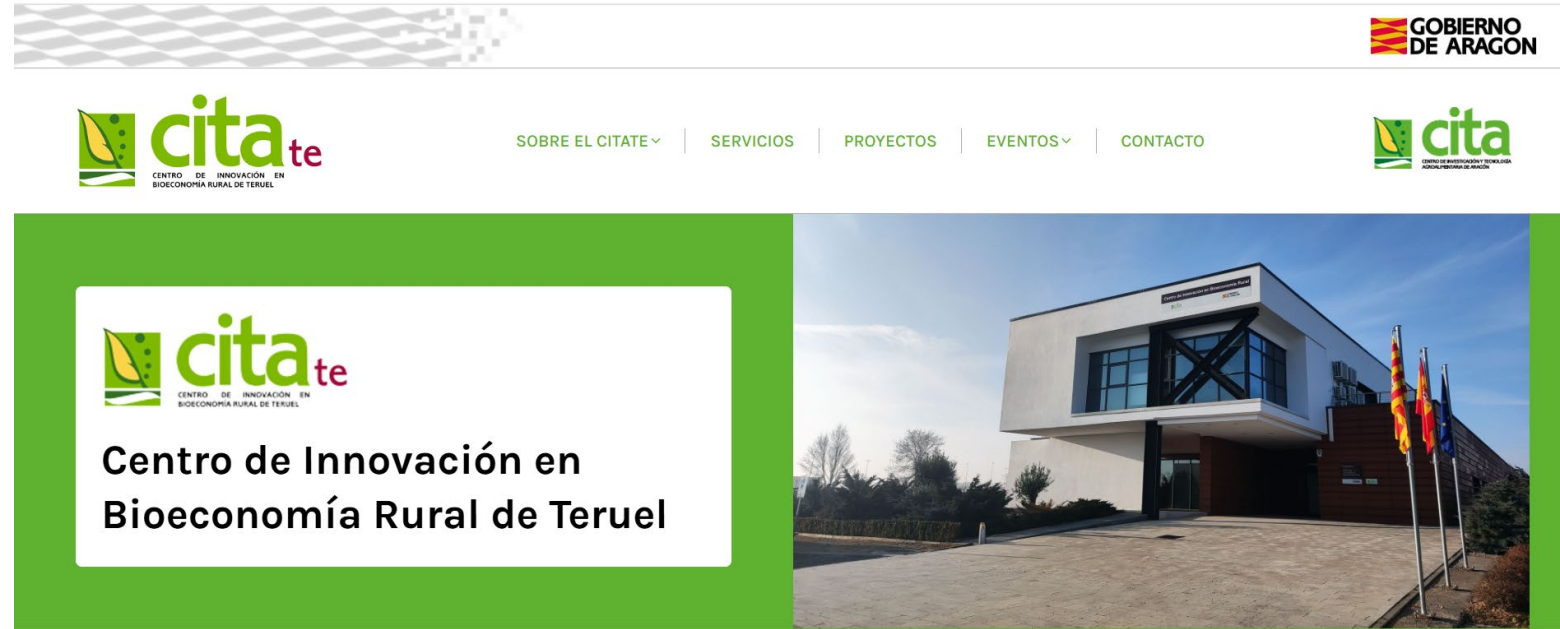 GOBIERNO
DE ARAGON
cita te
CENTRO DE INNOVACIÓN EN
BIOECONOMÍA RURAL DE TERUEL
SOBRE EL CITATE
SERVICIOS
PROYECTOS
EVENTOS
CONTACTO
cita
CENTRO DE INVESTIGACIÓN Y TECNOLOGÍA
AGROALIMENTARIA DE ARAGÓN
cita te
CENTRO DE INNOVACIÓN EN
BIOECONOMÍA RURAL DE TERUEL
Centro de Innovación en
Bioeconomía Rural de Teruel
Centro de Innovación en Bioeconomía Rural